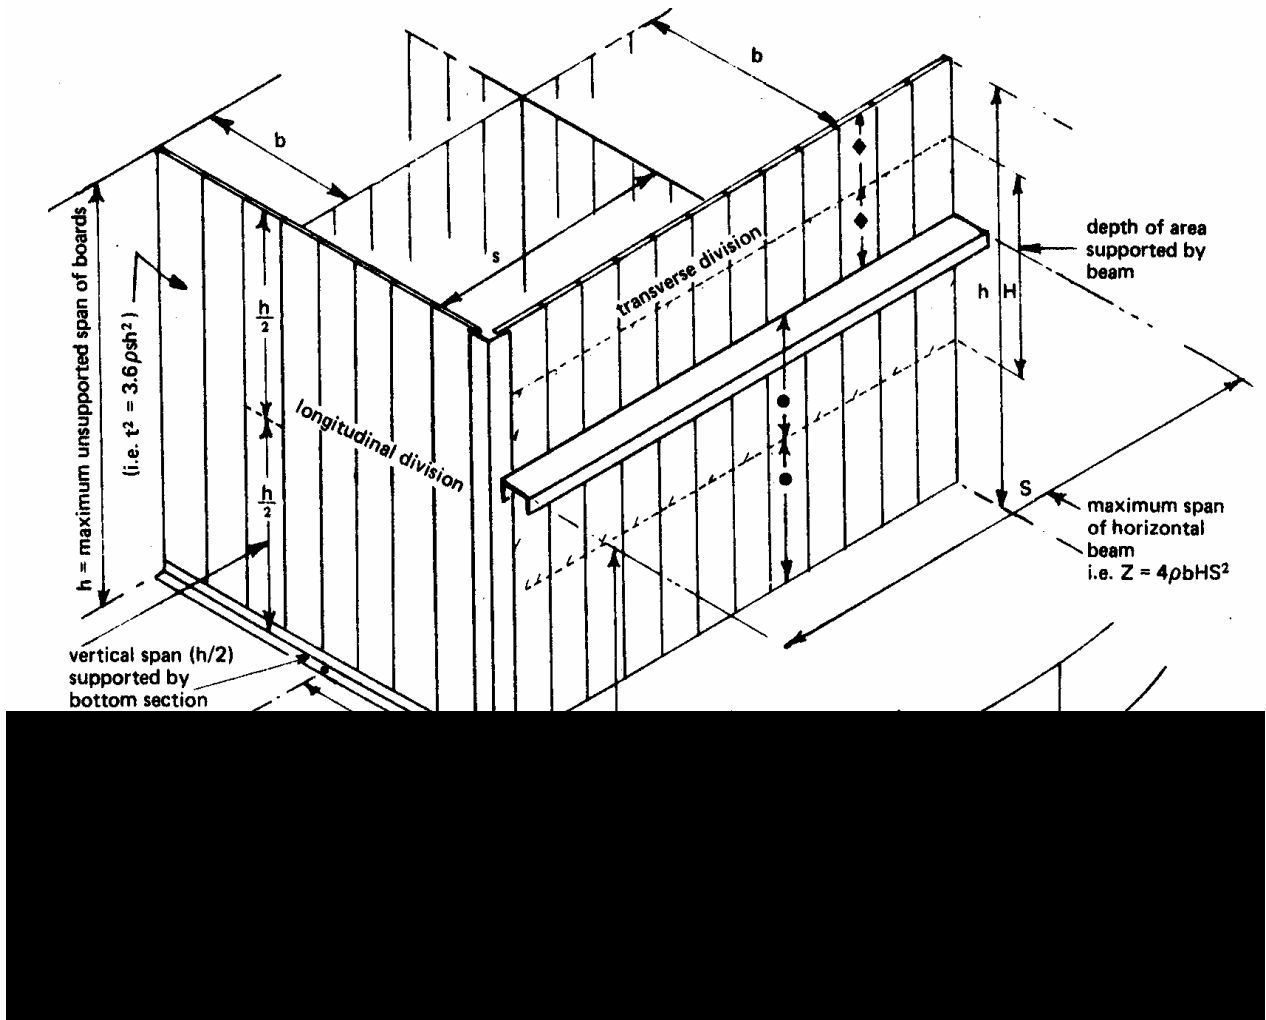 b
b
h = maximum unsupported span of boards
(i.e. t² = 3.6ρsh²)
h/2
s
transverse division
depth of area
supported by
beam
h H
longitudinal division
h/2
S
maximum span
of horizontal
beam
i.e. Z = 4ρbHS²
vertical span (h/2)
supported by
bottom section